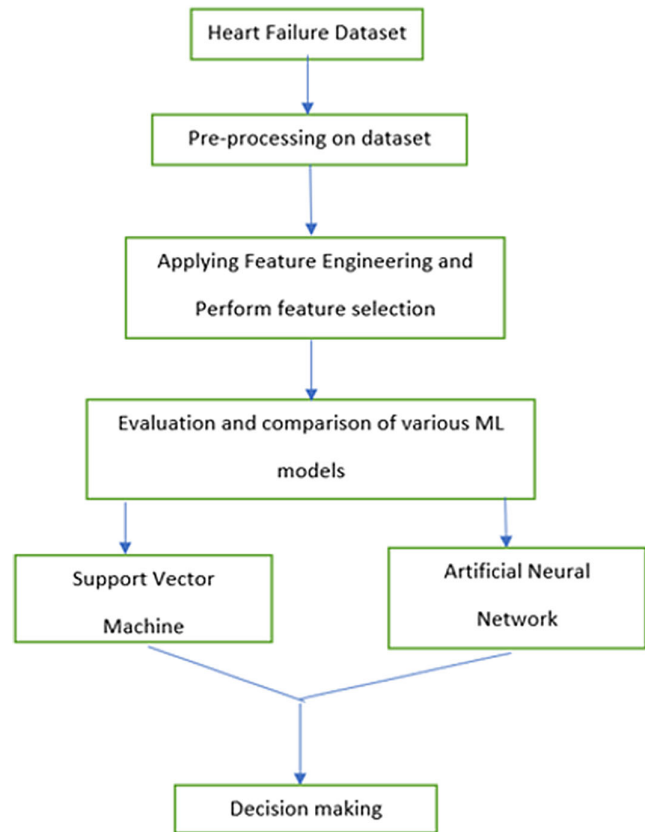 Heart Failure Dataset
Pre-processing on dataset
Applying Feature Engineering and
Perform feature selection
Evaluation and comparison of various ML
models
Support Vector
Machine
Artificial Neural
Network
Decision making